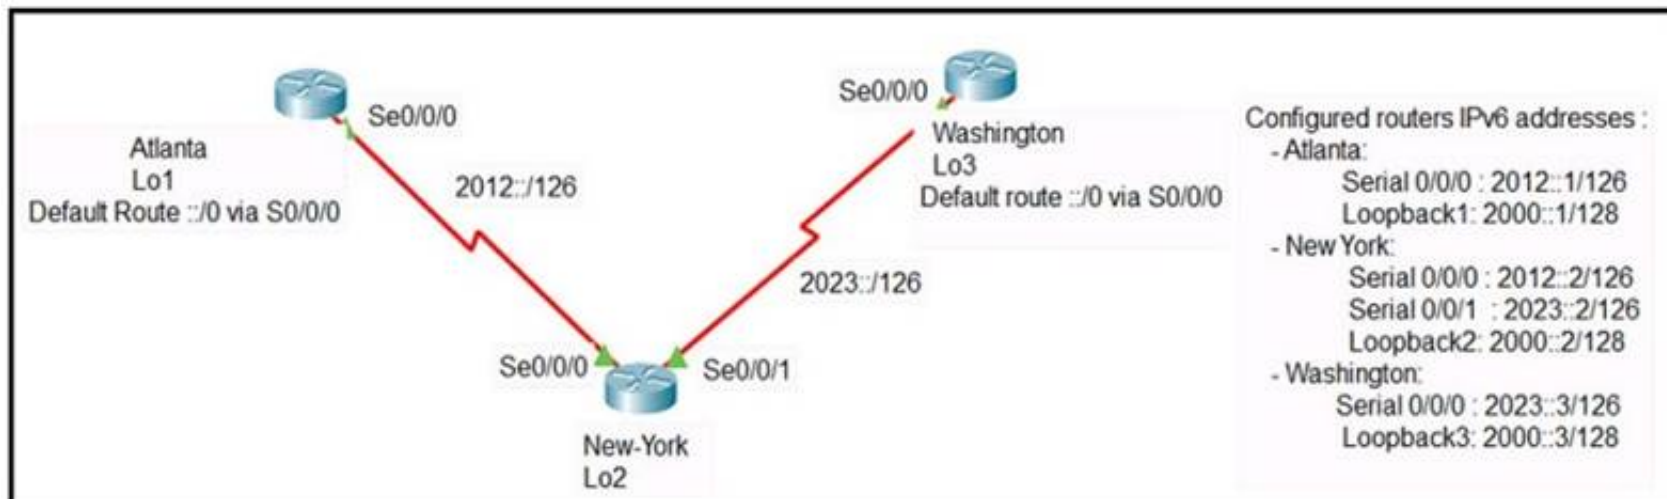 Se0/0/0
Atlanta
Lo1
Default Route ::/0 via S0/0/0
2012::/126
Se0/0/0
Washington
Lo3
Default route ::/0 via S0/0/0
2023::/126
Se0/0/0
Se0/0/1
New-York
Lo2
Configured routers IPv6 addresses :
- Atlanta:
Serial 0/0/0 : 2012::1/126
Loopback1: 2000::1/128
- New York:
Serial 0/0/0 : 2012::2/126
Serial 0/0/1 : 2023::2/126
Loopback2: 2000::2/128
- Washington:
Serial 0/0/0 : 2023::3/126
Loopback3: 2000::3/128